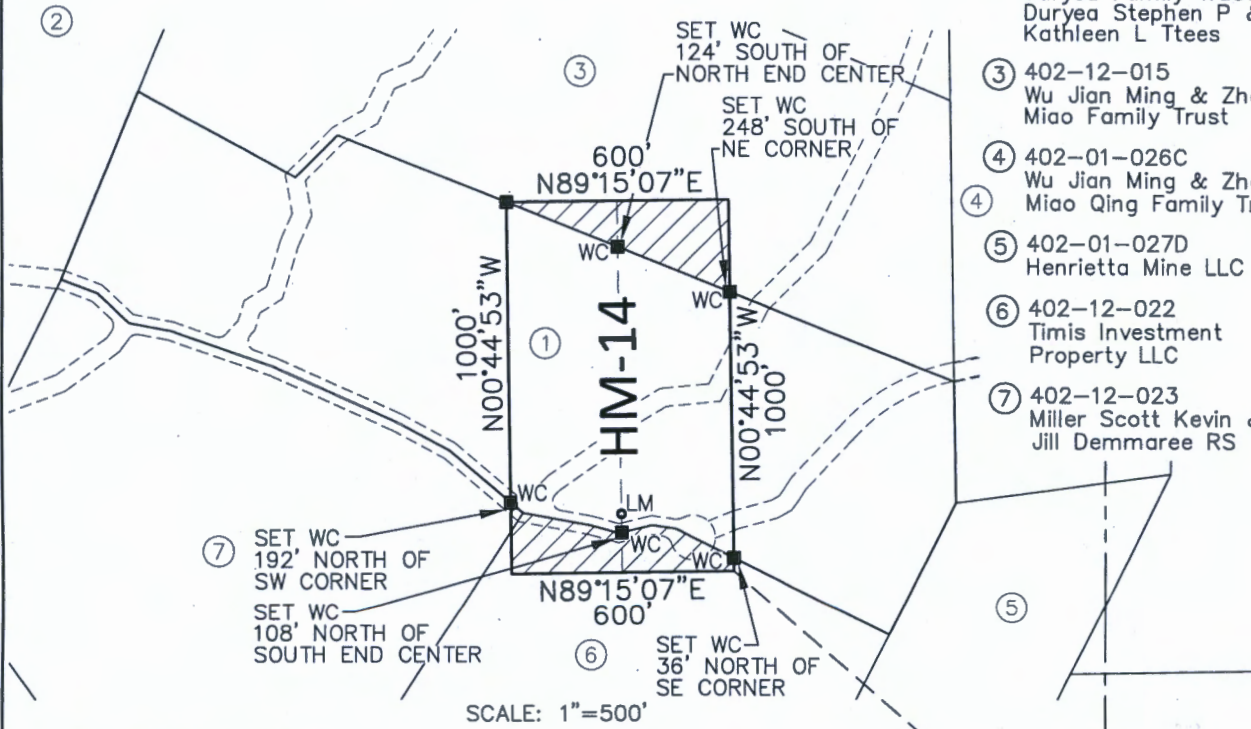 ②
Duryea Stephen P &
Kathleen L Ttees
③ 402-12-015
Wu Jian Ming &
Miao Family Trust
④ 402-01-026C
Wu Jian Ming &
Miao Qing Family
⑤ 402-01-027D
Henrietta Mine LLC
⑥ 402-12-022
Timis Investment
Property LLC
⑦ 402-12-023
Miller Scott Kevin
Jill Demmaree RS
SET WC
124' SOUTH OF
NORTH END CENTER
③
SET WC
248' SOUTH OF
NE CORNER
600'
N89°15'07"E
④
WC
WC
1000'
N00°44'53"W
①
HM-14
N00°44'53"W
1000'
WC
LM
WC
WC
⑦
SET WC
192' NORTH OF
SW CORNER
N89°15'07"E
600'
SET WC
108' NORTH OF
SOUTH END CENTER
⑥
SET WC
36' NORTH OF
SE CORNER
⑤
SCALE: 1"=500'